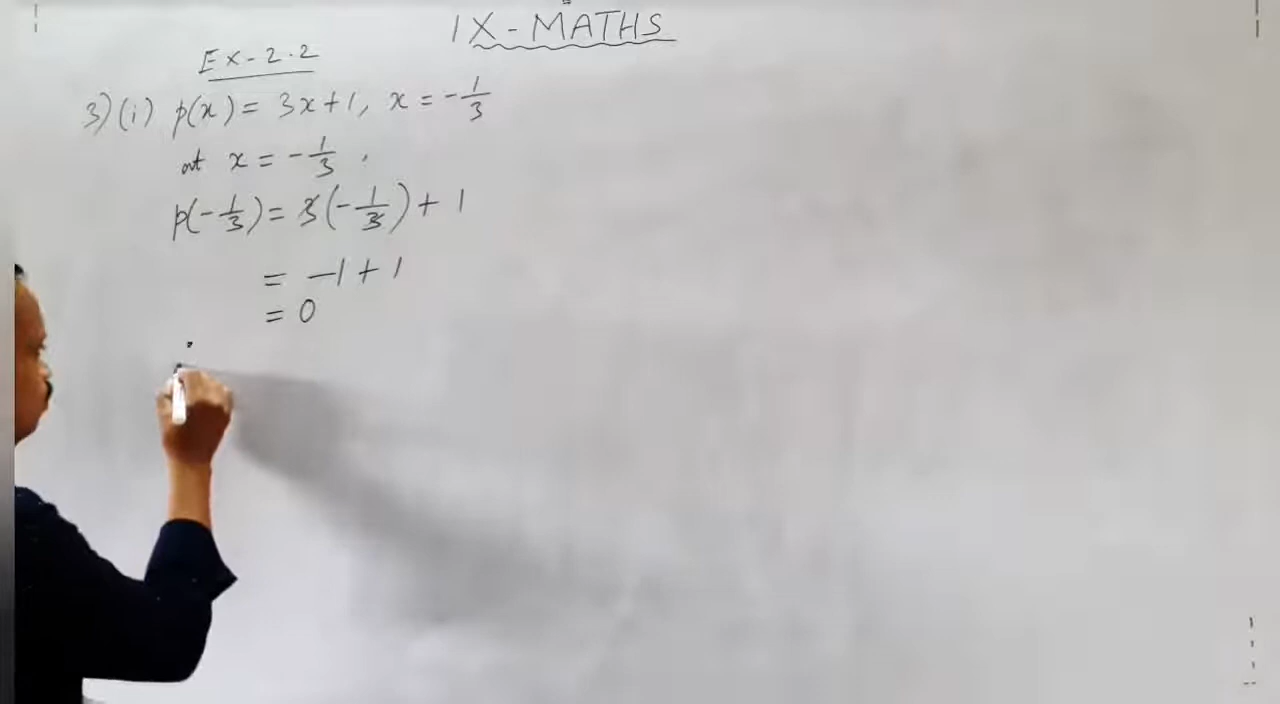 IX - MATHS
Ex - 2.2
3) (i) p(x) = 3x+1, x = -1/3
at x = -1/3.
p(-1/3) = 3(-1/3) + 1
= -1 + 1
= 0